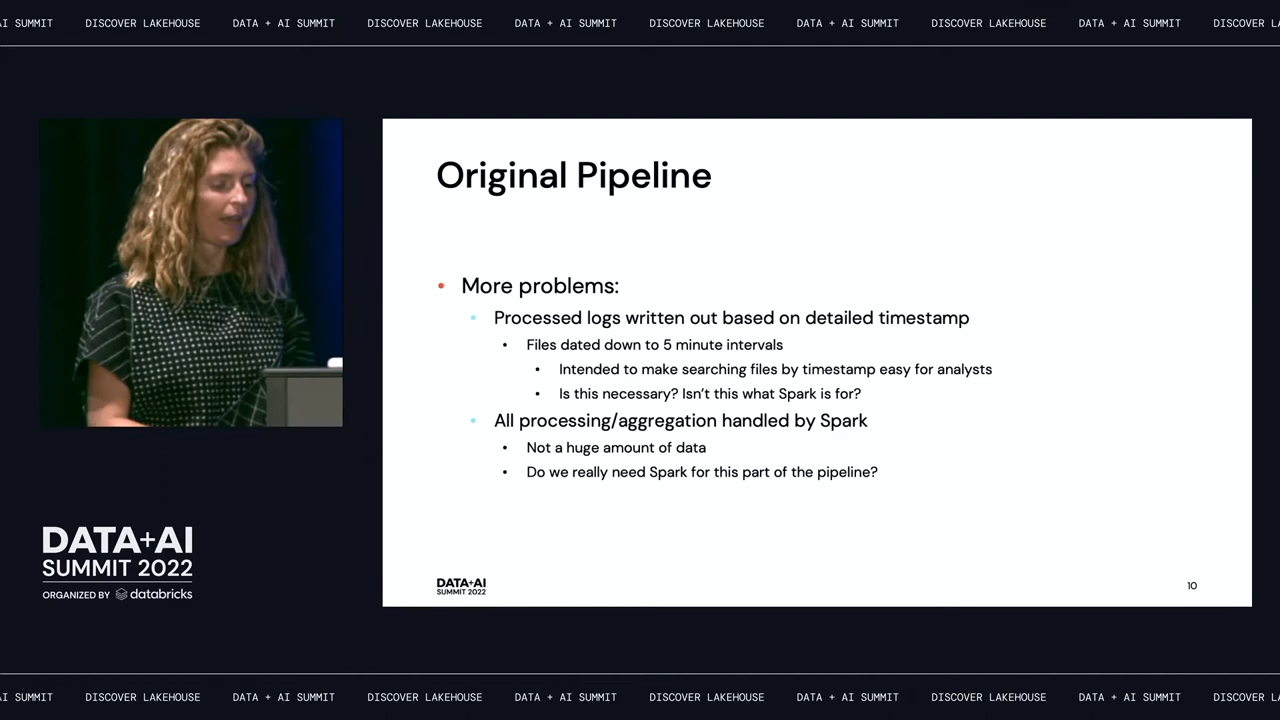 AI SUMMIT DISCOVER LAKEHOUSE DATA + AI SUMMIT DISCOVER LAKEHOUSE DATA + AI SUMMIT DISCOVER LAKEHOUSE DATA + AI SUMMIT DISCOVER LAKEHOUSE DATA + AI SUMMIT DISCOVER LA
Original Pipeline
• More problems:
• Processed logs written out based on detailed timestamp
• Files dated down to 5 minute intervals
• Intended to make searching files by timestamp easy for analysts
• Is this necessary? Isn't this what Spark is for?
• All processing/aggregation handled by Spark
• Not a huge amount of data
• Do we really need Spark for this part of the pipeline?
DATA+AI
SUMMIT 2022
10
DATA+AI
SUMMIT 2022
ORGANIZED BY databricks
AI SUMMIT DISCOVER LAKEHOUSE DATA + AI SUMMIT DISCOVER LAKEHOUSE DATA + AI SUMMIT DISCOVER LAKEHOUSE DATA + AI SUMMIT DISCOVER LAKEHOUSE DATA + AI SUMMIT DISCOVER LA